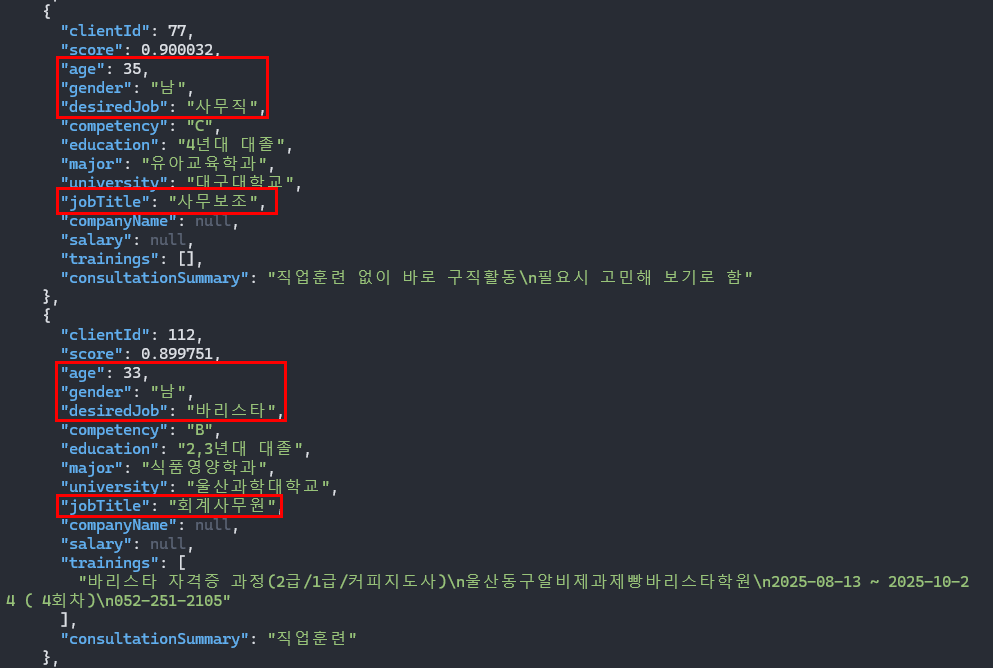 {
"clientId": 77,
"score": 0.900032,
"age": 35,
"gender": "남",
"desiredJob": "사무직",
"competency": "C",
"education": "4년대 대졸",
"major": "유아교육학과",
"university": "대구대학교",
"jobTitle": "사무보조",
"companyName": null,
"salary": null,
"trainings": [],
"consultationSummary": "직업훈련 없이 바로 구직활동\n필요시 고민해 보기로 함"
},
{
"clientId": 112,
"score": 0.899751,
"age": 33,
"gender": "남",
"desiredJob": "바리스타",
"competency": "B",
"education": "2,3년대 대졸",
"major": "식품영양학과",
"university": "울산과학대학교",
"jobTitle": "회계사무원",
"companyName": null,
"salary": null,
"trainings": [
"바리스타 자격증 과정(2급/1급/커피지도사)\n울산동구알비제과제빵바리스타학원\n2025-08-13 ~ 2025-10-2
4 ( 4회차)\n052-251-2105"
],
"consultationSummary": "직업훈련"
},